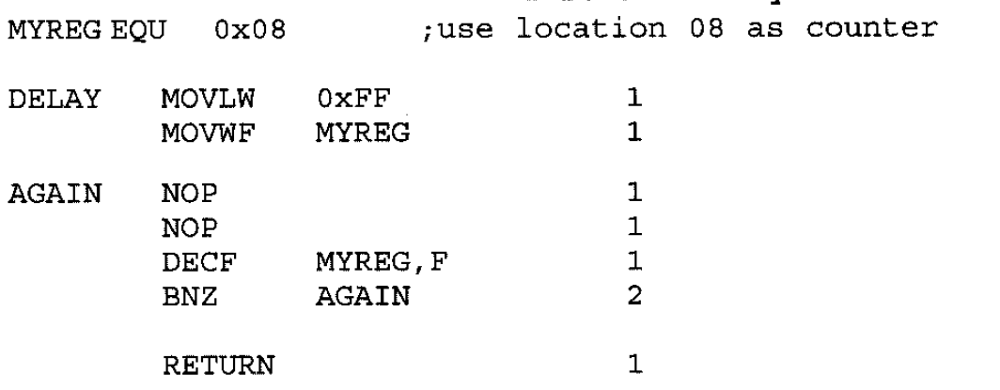 MYREG EQU 0x08 ;use location 08 as counter
DELAY MOVLW 0xFF 1
MOVWF MYREG 1
AGAIN NOP 1
NOP 1
DECF MYREG,F 1
BNZ AGAIN 2
RETURN 1